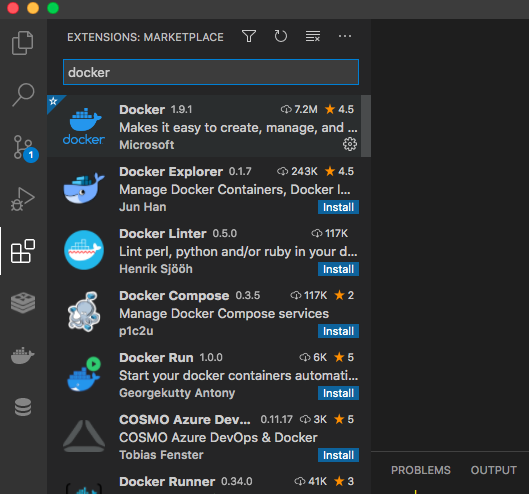 EXTENSIONS: MARKETPLACE
docker
Docker 1.9.1 7.2M ★ 4.5
Makes it easy to create, manage, and ...
Microsoft
docker
1
Docker Explorer 0.1.7 243K ★ 4.5
Manage Docker Containers, Docker I...
Jun Han Install
Docker Linter 0.5.0 117K
Lint perl, python and/or ruby in your d...
Henrik Sjööh Install
Docker Compose 0.3.5 117K ★ 2
Manage Docker Compose services
p1c2u Install
Docker Run 1.0.0 6K ★ 5
Start your docker containers automati...
Georgekutty Antony Install
COSMO Azure Dev... 0.11.17 3K ★ 5
COSMO Azure DevOps & Docker
Tobias Fenster Install
Docker Runner 0.34.0 41K ★ 3
PROBLEMS OUTPUT